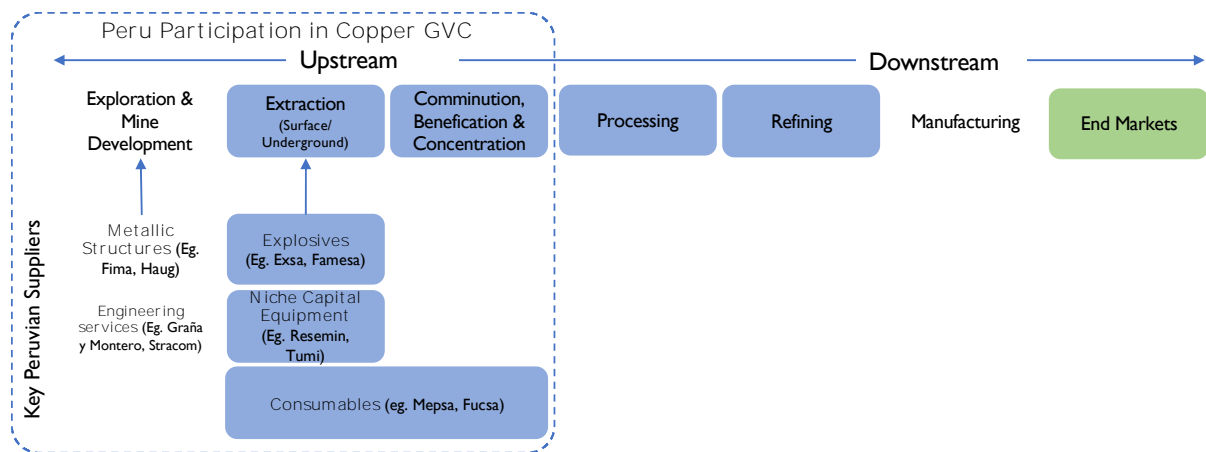 Peru Participation in Copper GVC
Upstream
Downstream
Exploration &
Mine
Development
Extraction
(Surface/
Underground)
Comminution,
Benefication &
Concentration
Processing
Refining
Manufacturing
End Markets
Key Peruvian Suppliers
Metallic
Structures (Eg.
Fima, Haug)
Explosives
(Eg. Exsa, Famesa)
Engineering
services (Eg. Graña
y Montero, Stracom)
Niche Capital
Equipment
(Eg. Resemin,
Tumi)
Consumables (eg. Mepsa, Fucsa)